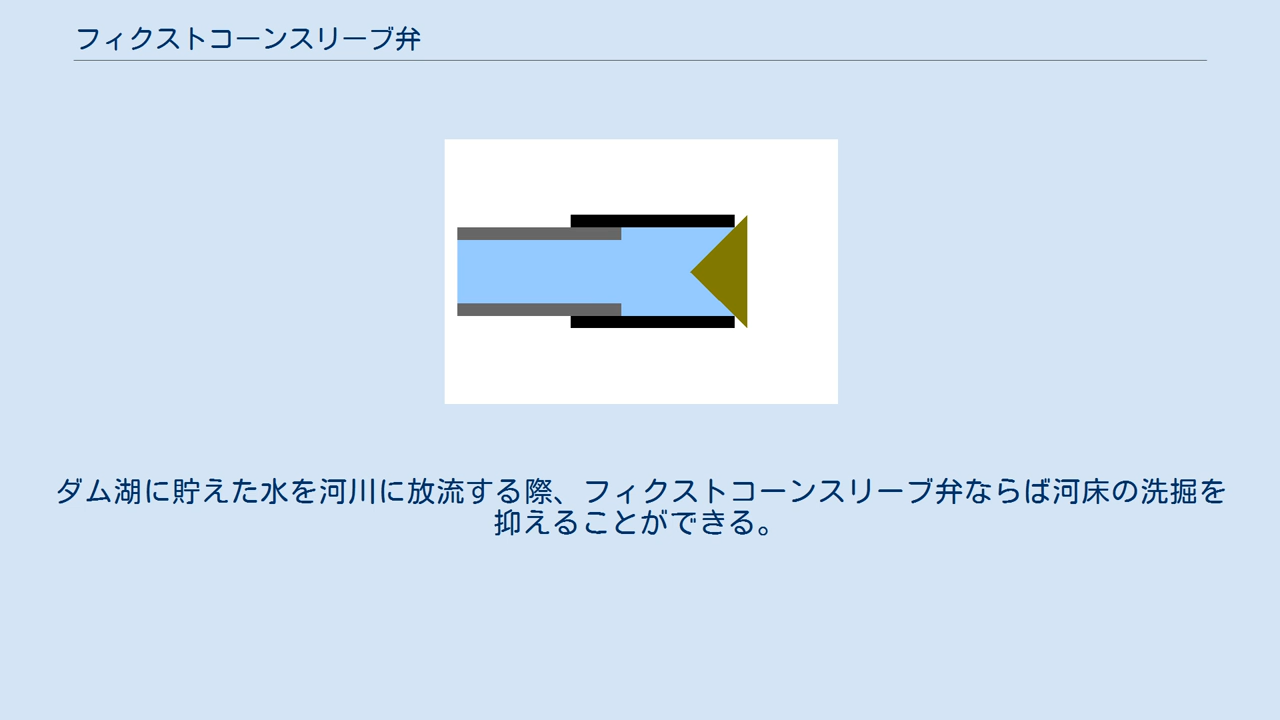 フィクストコーンスリーブ弁
ダム湖に貯えた水を河川に放流する際、フィクストコーンスリーブ弁ならば河床の洗掘を
抑えることができる。